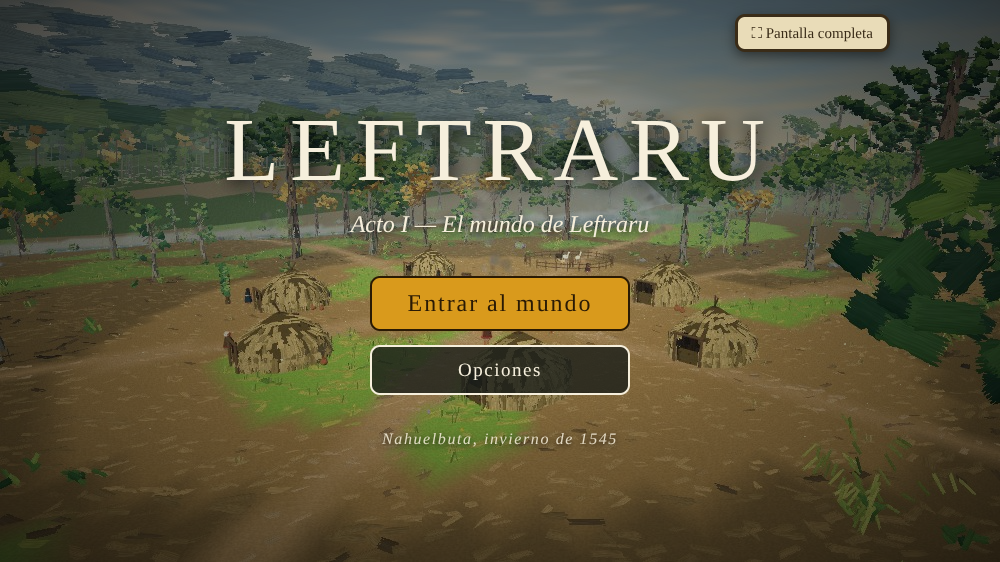 Pantalla completa
LEFTRARU
Acto I — El mundo de Leftraru
Entrar al mundo
Opciones
Nahuelbuta, invierno de 1545